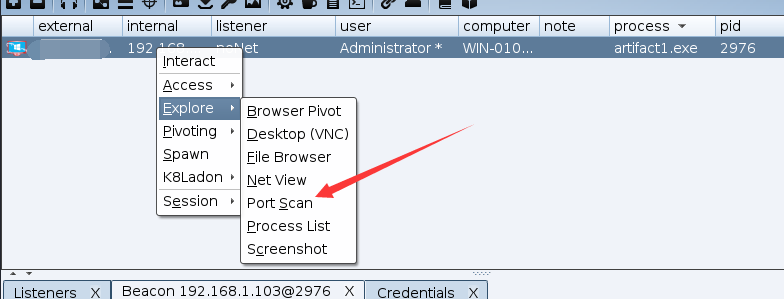 external internal listener user computer note process pid
192.168 neNet Administrator * WIN-010... artifact1.exe 2976
Interact
Access
Explore
Pivoting
Spawn
K8Ladon
Session
Browser Pivot
Desktop (VNC)
File Browser
Net View
Port Scan
Process List
Screenshot
Listeners X Beacon 192.168.1.103@2976 X Credentials X